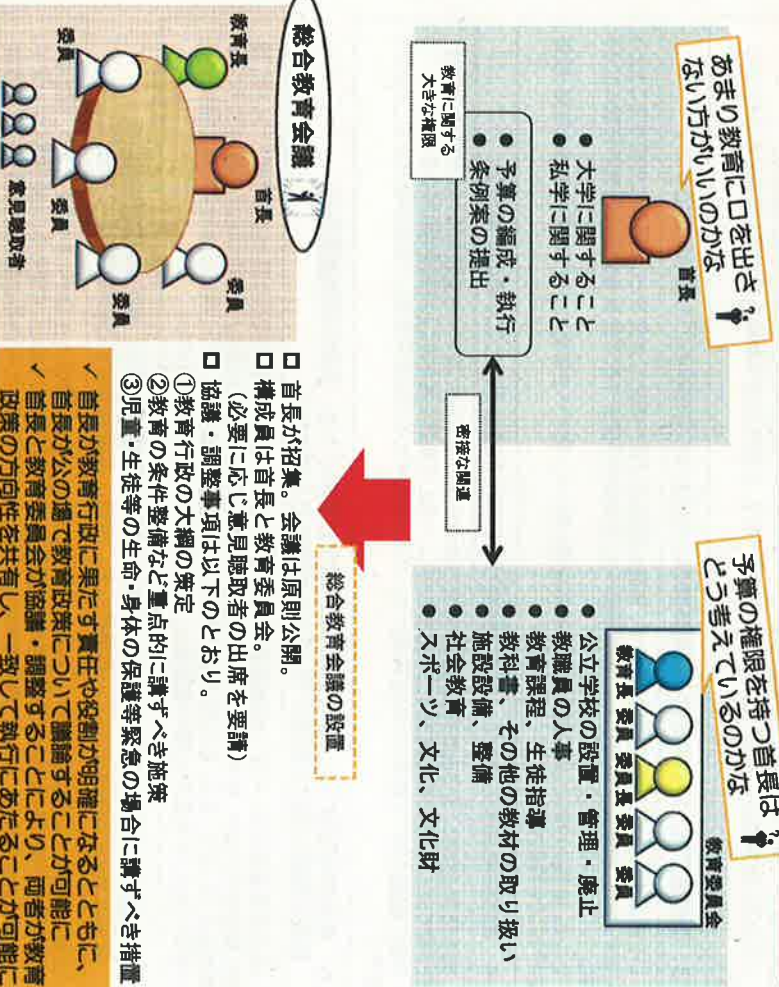 あまり教育に口を出さ
ない方がいいのかな
首長
● 大学に関すること
● 私学に関すること
教育に関する
大きな権限
● 予算の編成・執行
● 条例案の提出
密接な関連
予算の権限を持つ首長は
どう考えているのかな
教育委員会
教育長 委員 委員長 委員 委員
● 公立学校の設置・管理・廃止
● 教職員の人事
● 教育課程、生徒指導
● 教科書、その他の教材の取り扱い
● 施設設備、整備
● 社会教育
● スポーツ、文化、文化財
総合教育会議の設置
総合教育会議
教育長
首長
委員
委員
委員
委員
意見聴取者
□ 首長が招集。会議は原則公開。
□ 構成員は首長と教育委員会。
(必要に応じ意見聴取者の出席を要請)
□ 協議・調整事項は以下のとおり。
①教育行政の大綱の策定
②教育の条件整備など重点的に講ずべき施策
③児童・生徒等の生命・身体の保護等緊急の場合に講ずべき措置
✓ 首長が教育行政に果たす責任や役割が明確になるとともに、
首長が公の場で教育政策について議論することが可能に
✓ 首長と教育委員会が協議・調整することにより、両者が教育
政策の方向性を共有し、一致して執行にあたることが可能に